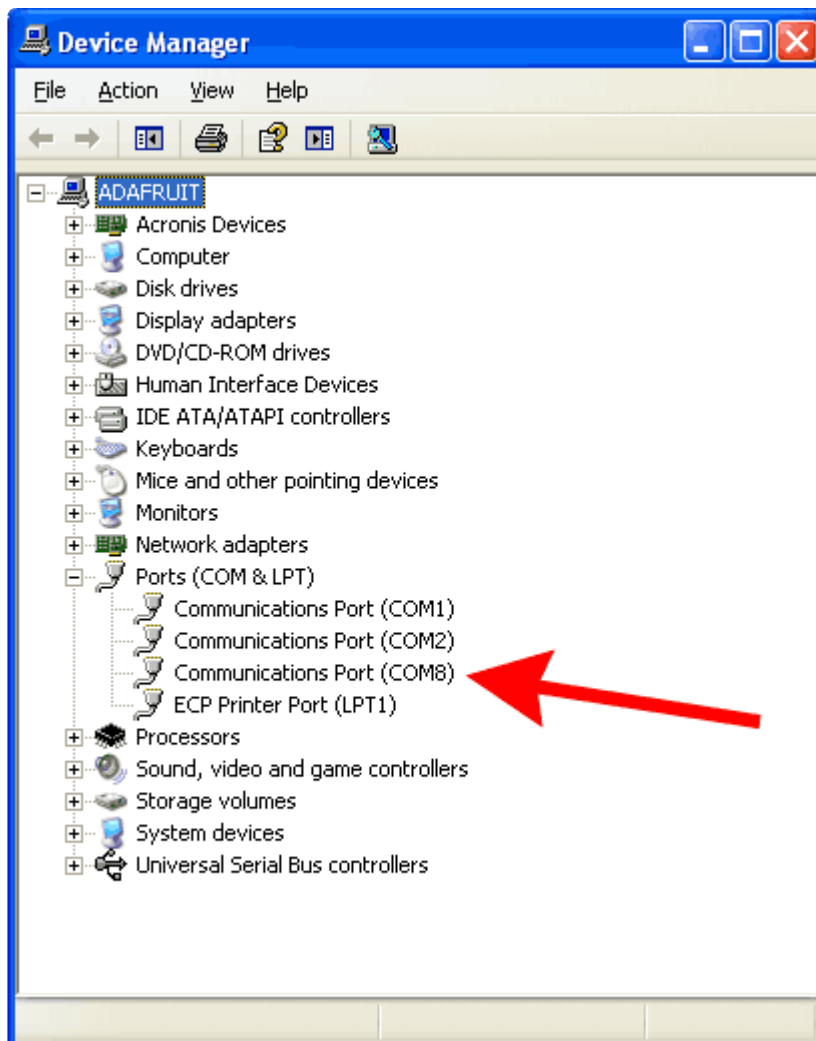 Device Manager
File Action View Help
ADAFRUIT
Acronis Devices
Computer
Disk drives
Display adapters
DVD/CD-ROM drives
Human Interface Devices
IDE ATA/ATAPI controllers
Keyboards
Mice and other pointing devices
Monitors
Network adapters
Ports (COM & LPT)
Communications Port (COM1)
Communications Port (COM2)
Communications Port (COM8)
ECP Printer Port (LPT1)
Processors
Sound, video and game controllers
Storage volumes
System devices
Universal Serial Bus controllers